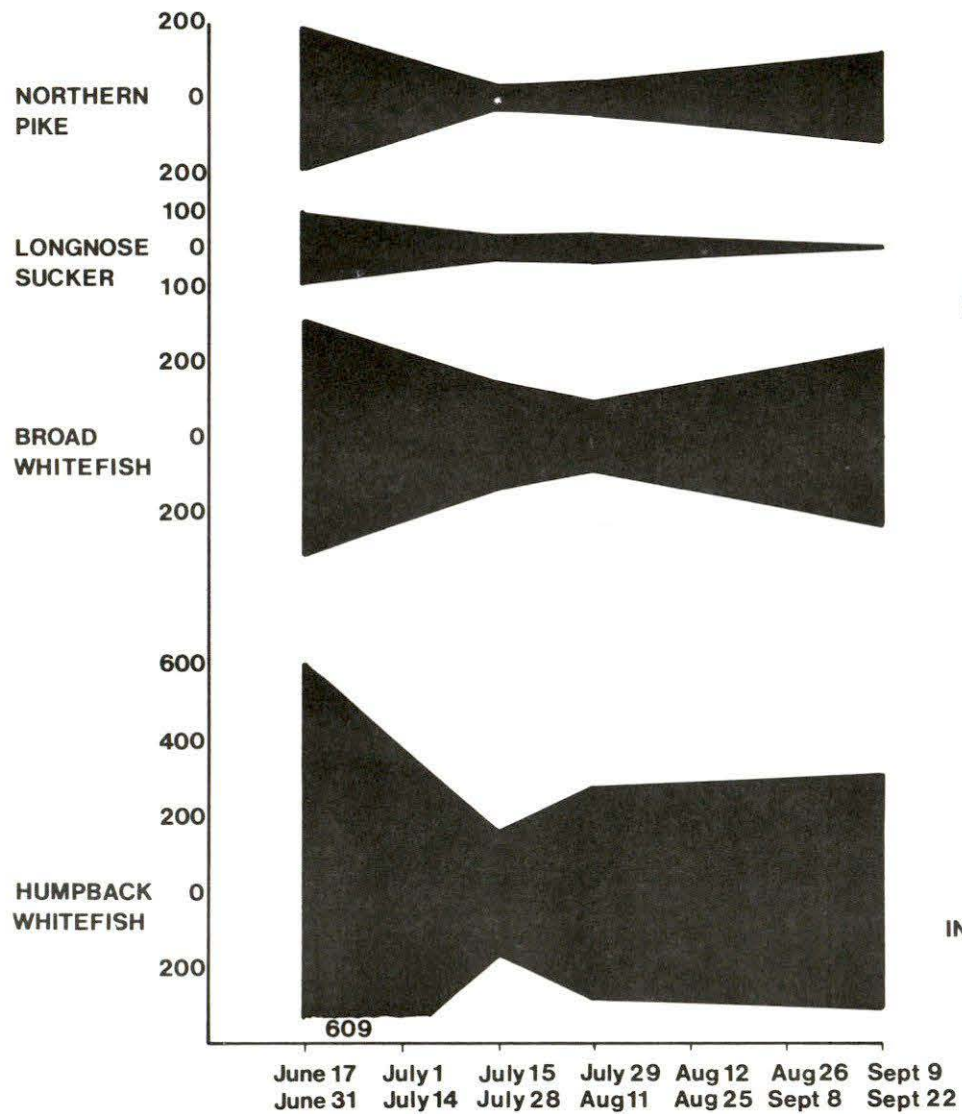 200
NORTHERN 0
PIKE
200
100
LONGNOSE 0
SUCKER
100
200
BROAD 0
WHITEFISH
200
600
400
200
HUMPBACK 0
WHITEFISH
IN
200
609
June 17 July 1 July 15 July 29 Aug 12 Aug 26 Sept 9
June 31 July 14 July 28 Aug 11 Aug 25 Sept 8 Sept 22